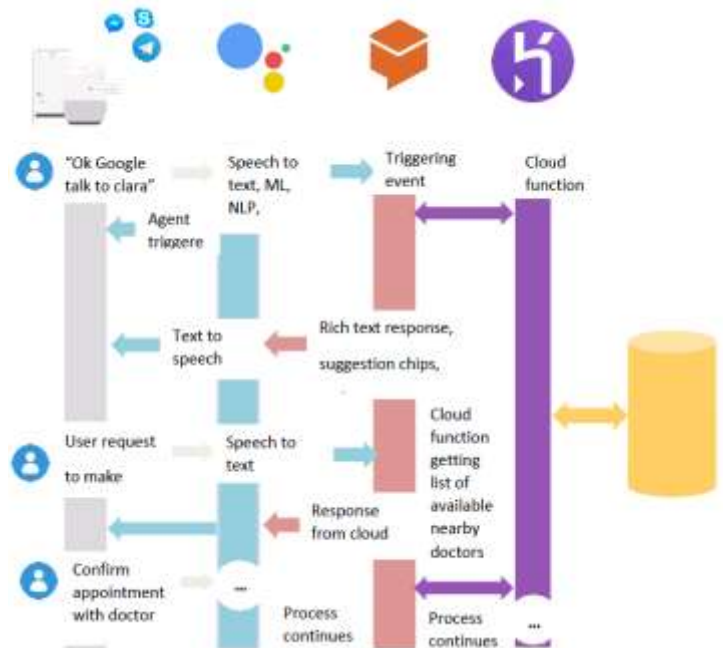 "Ok Google
talk to clara"
Speech to
text, ML,
NLP,
Triggering
event
Cloud
function
Agent
triggere
Text to
speech
Rich text response,
suggestion chips,
User request
to make
Speech to
text
Cloud
function
getting
list of
available
nearby
doctors
Response
from cloud
Confirm
appointment
with doctor
...
Process
continues
Process
continues
...